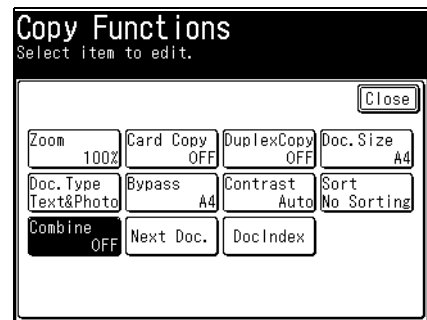 Copy Functions
Select item to edit.
Close
Zoom
100%
Card Copy
OFF
DuplexCopy
OFF
Doc.Size
A4
Doc.Type
Text&Photo
Bypass
A4
Contrast
Auto
Sort
No Sorting
Combine
OFF
Next Doc.
DocIndex